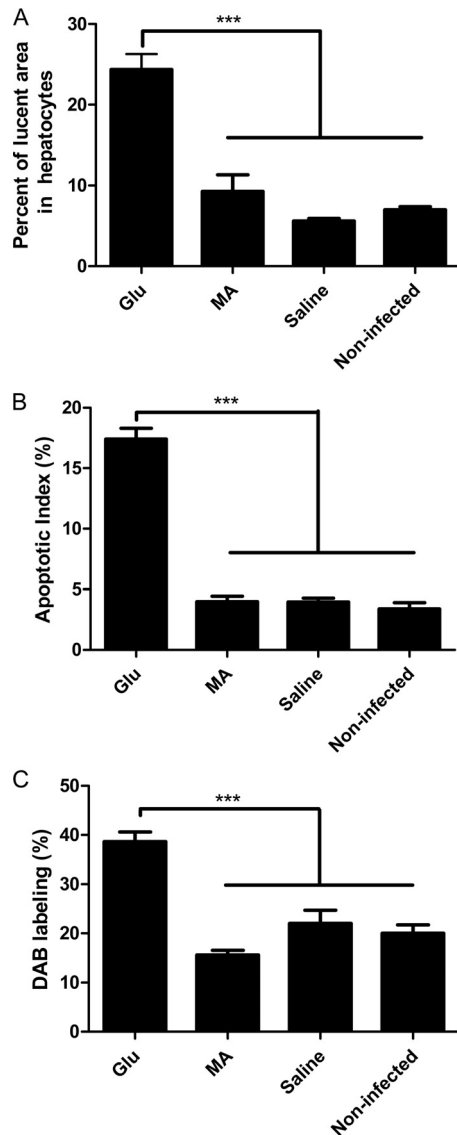 A
***
Percent of lucent area
in hepatocytes
30
20
10
0
Glu
MA
Saline
Non-infected
B
***
Apoptotic Index (%)
20
15
10
5
0
Glu
MA
Saline
Non-infected
C
***
DAB labeling (%)
50
40
30
20
10
0
Glu
MA
Saline
Non-infected